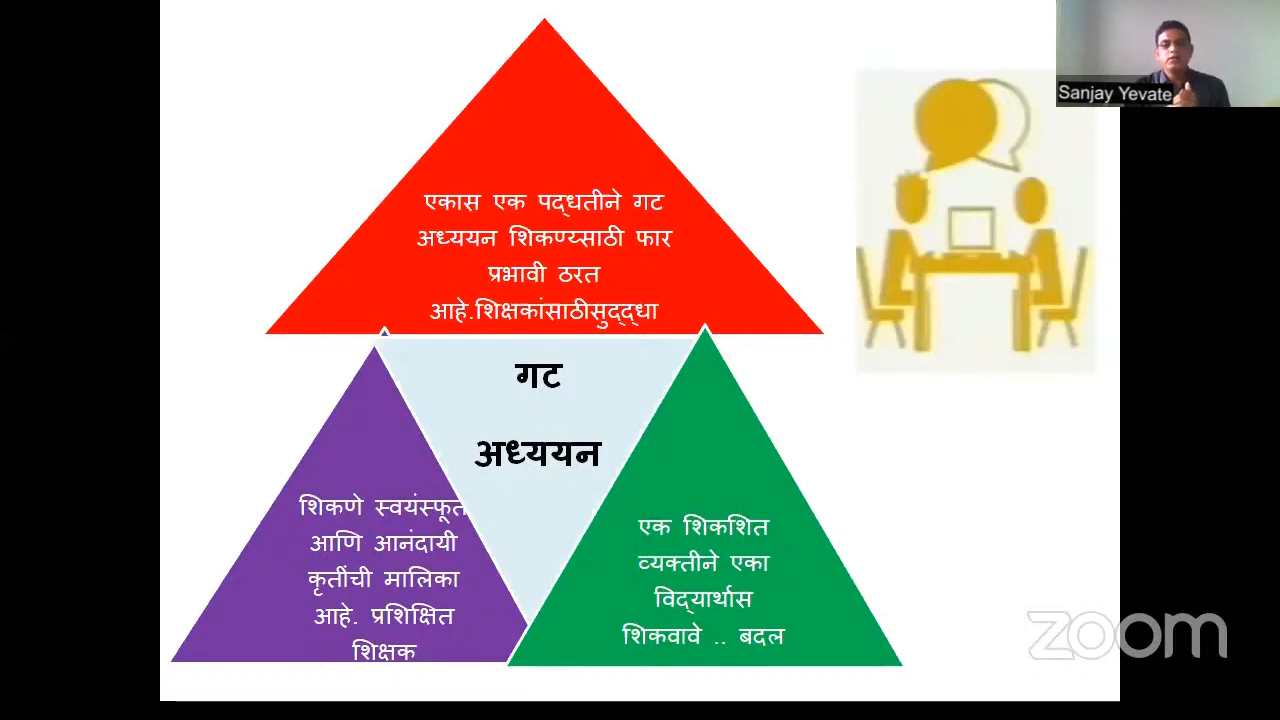 Sanjay Yevate
एकास एक पद्धतीने गट
अध्ययन शिकण्य्साठी फार
प्रभावी ठरत
आहे.शिक्षकांसाठीसुद्द्धा
गट
अध्ययन
शिकणे स्वयंस्फूत
आणि आनंदायी
कृतींची मालिका
आहे. प्रशिक्षित
शिक्षक
एक शिकशित
व्यक्तीने एका
विद्यार्थास
शिकवावे .. बदल
zoom